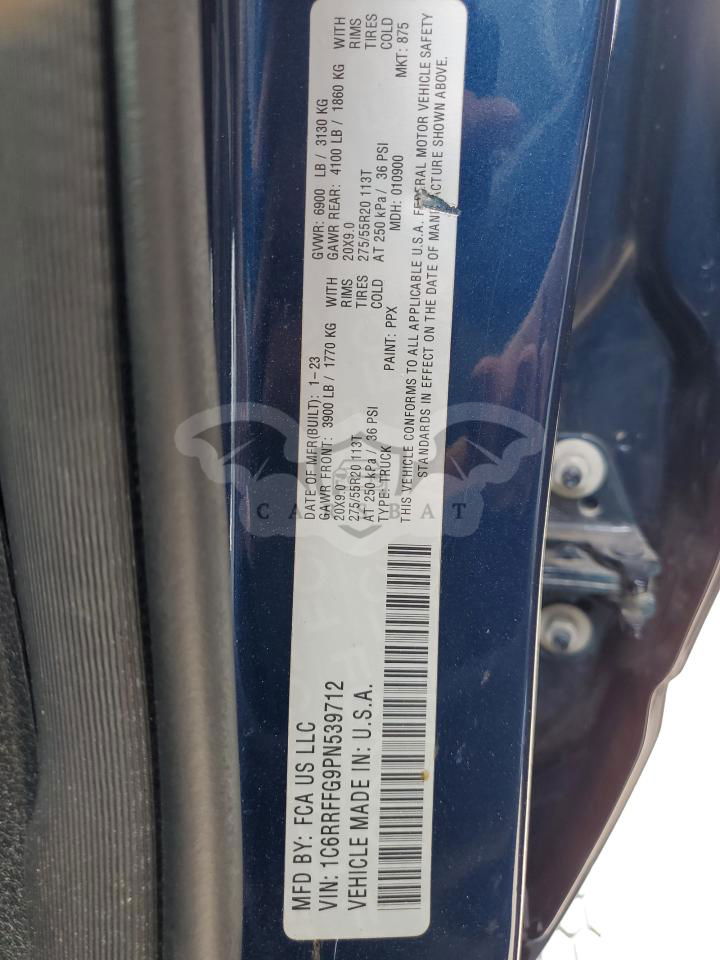 MFD BY: FCA US LLC
VIN: 1C6RRFFG9PN539712
VEHICLE MADE IN: U.S.A.
DATE OF MFR(BUILT): 1-23
GVWR: 6900 LB / 3130 KG
GAWR FRONT: 3900 LB / 1770 KG WITH
GAWR REAR: 4100 LB / 1860 KG WITH
20X9.0 RIMS
20X9.0 RIMS
275/55R20 113T TIRES
275/55R20 113T TIRES
AT 250 kPa / 36 PSI COLD
AT 250 kPa / 36 PSI COLD
TYPE: TRUCK PAINT: PPX MDH: 010900 MKT: 875
THIS VEHICLE CONFORMS TO ALL APPLICABLE U.S.A. FEDERAL MOTOR VEHICLE SAFETY
STANDARDS IN EFFECT ON THE DATE OF MANUFACTURE SHOWN ABOVE.